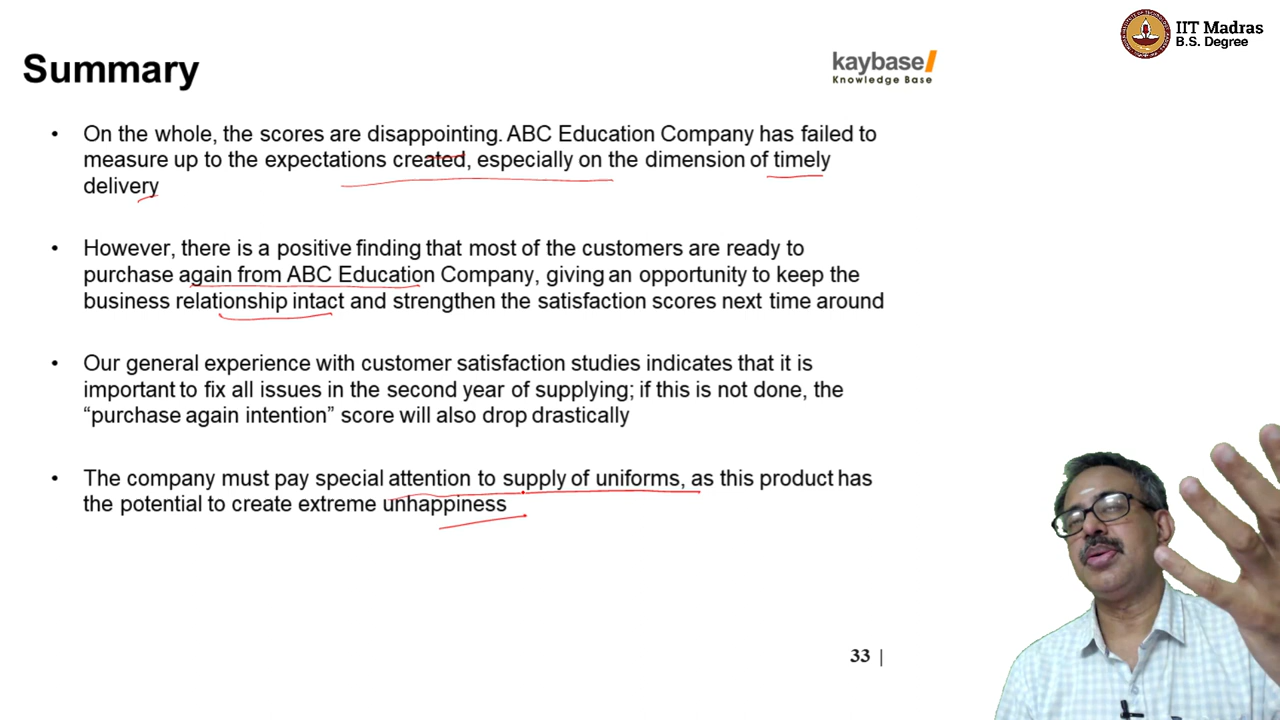 IIT Madras
B.S. Degree
Summary
kaybase
Knowledge Base
• On the whole, the scores are disappointing. ABC Education Company has failed to
measure up to the expectations created, especially on the dimension of timely
delivery
• However, there is a positive finding that most of the customers are ready to
purchase again from ABC Education Company, giving an opportunity to keep the
business relationship intact and strengthen the satisfaction scores next time around
• Our general experience with customer satisfaction studies indicates that it is
important to fix all issues in the second year of supplying; if this is not done, the
“purchase again intention” score will also drop drastically
• The company must pay special attention to supply of uniforms, as this product has
the potential to create extreme unhappiness
33 |